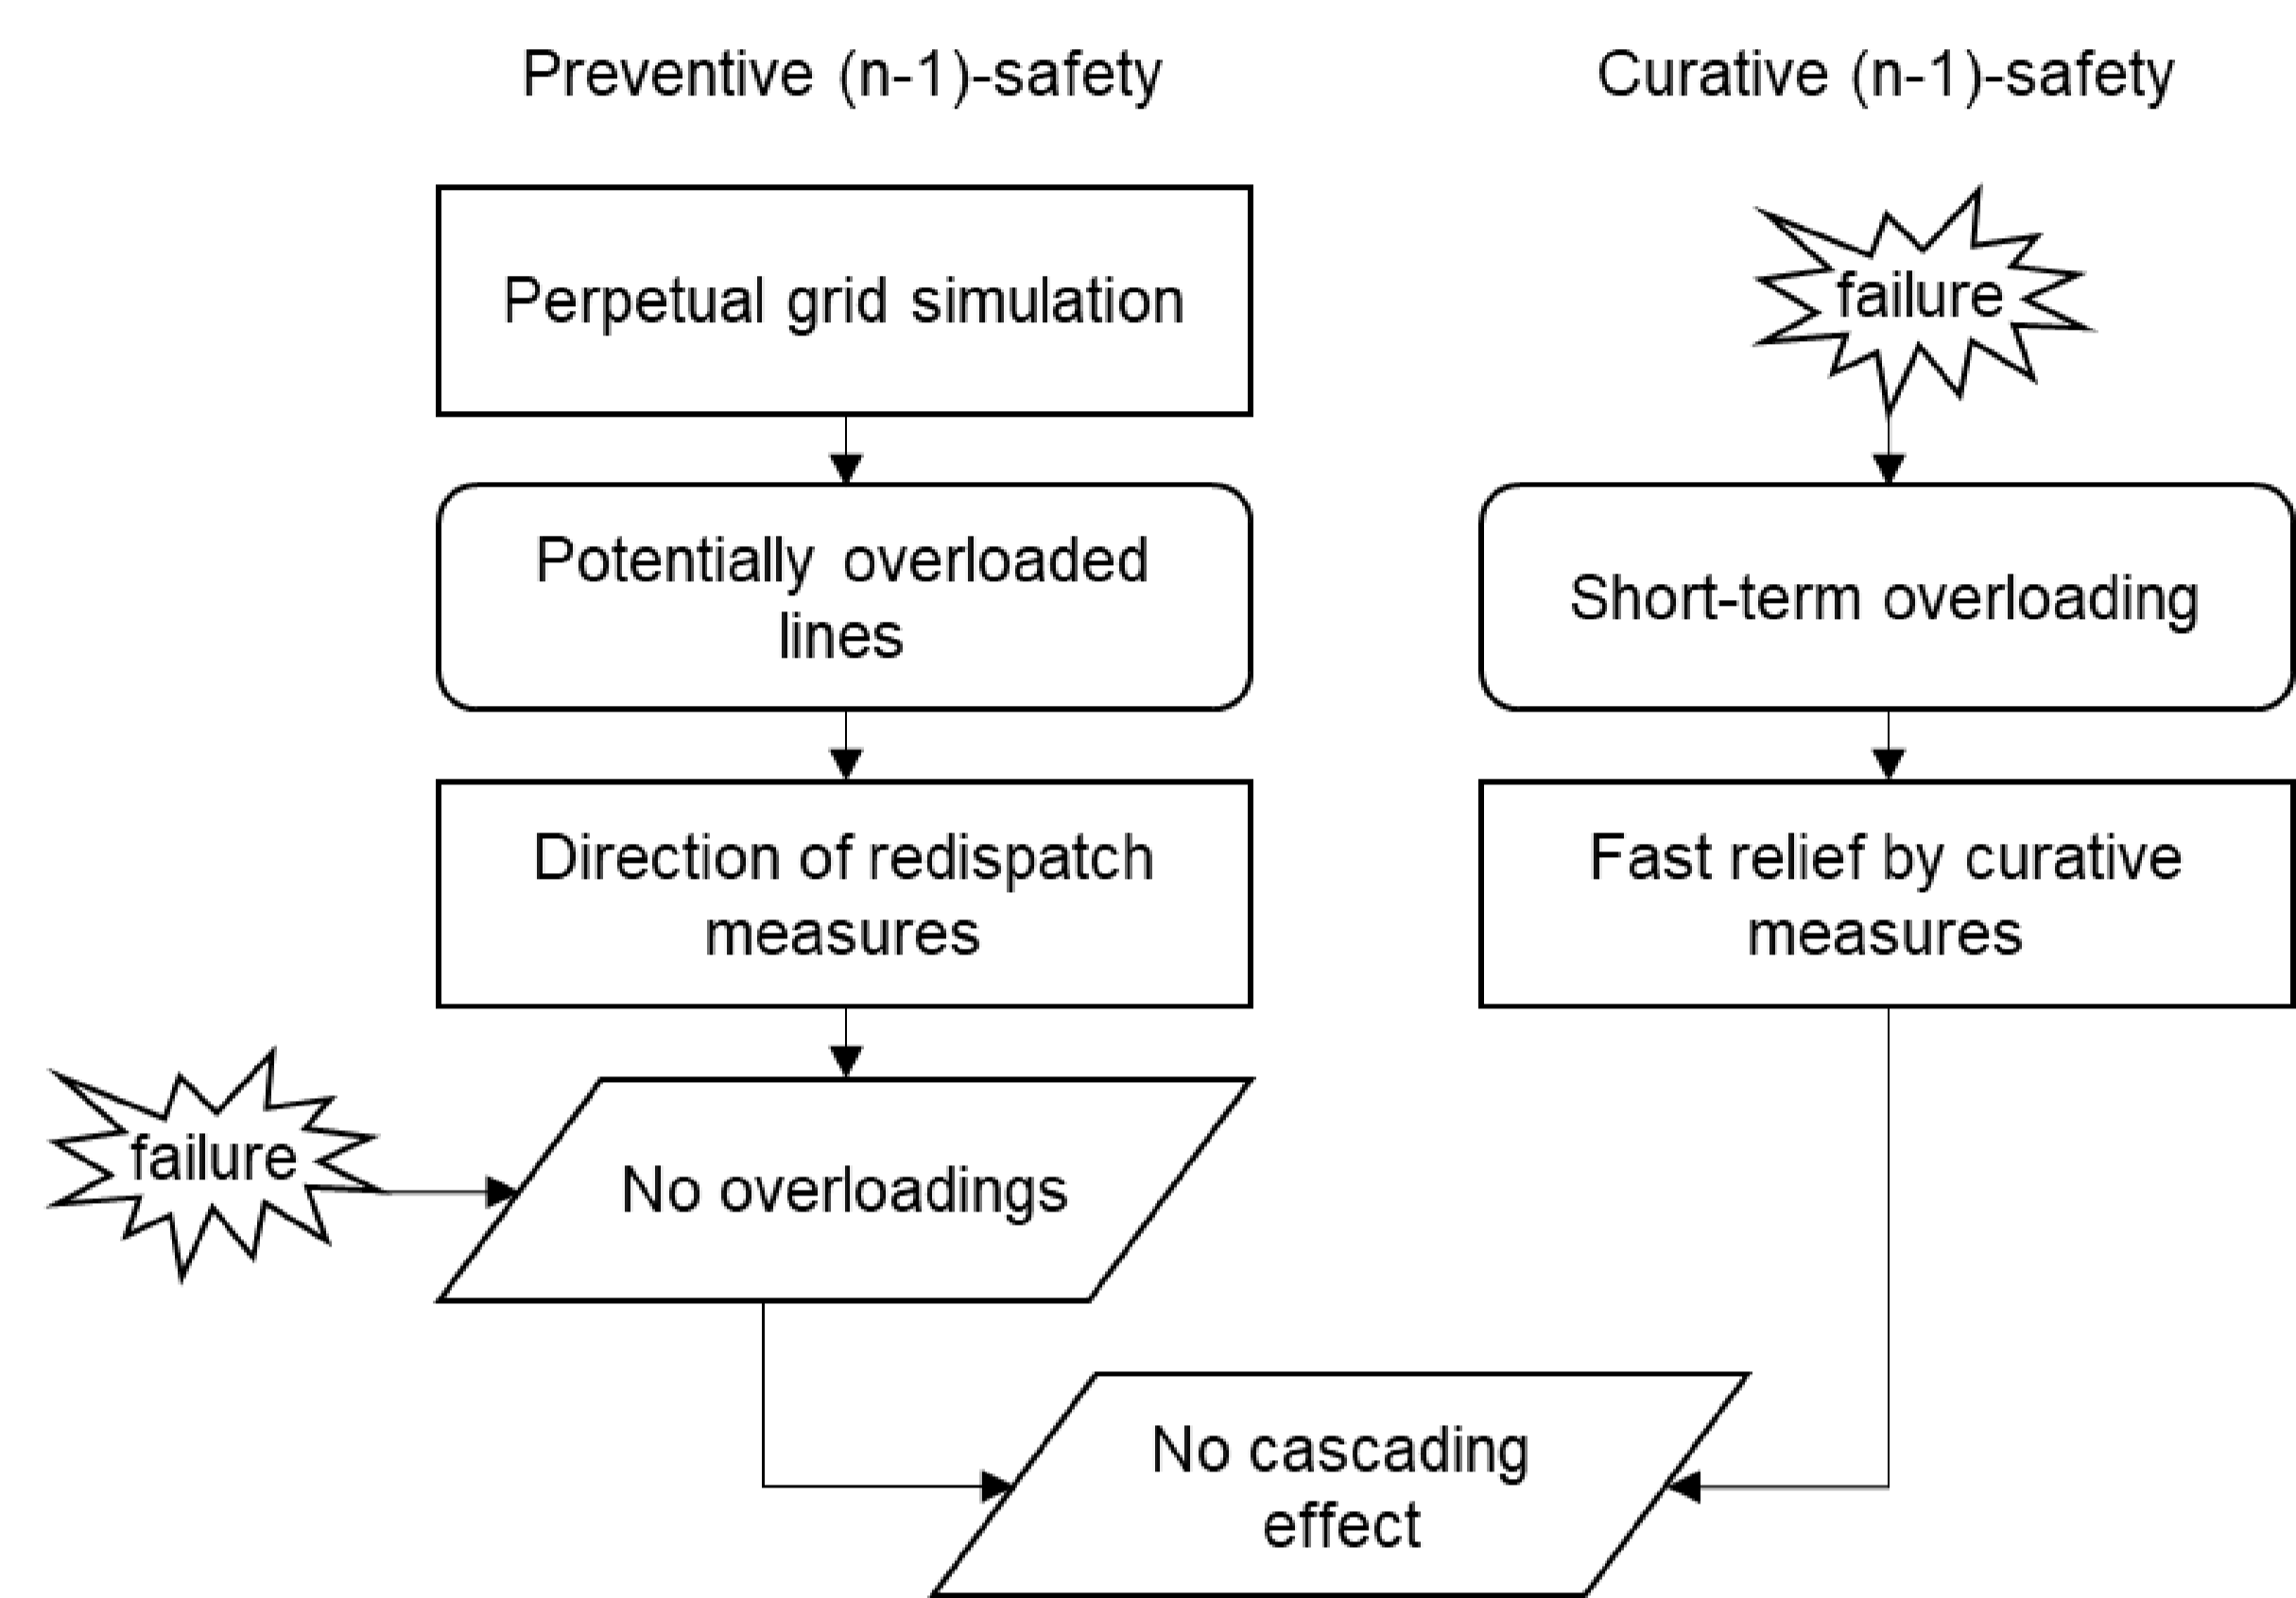 Preventive (n-1)-safety
Curative (n-1)-safety
Perpetual grid simulation
failure
Potentially overloaded
lines
Short-term overloading
Direction of redispatch
measures
Fast relief by curative
measures
failure
No overloadings
No cascading
effect